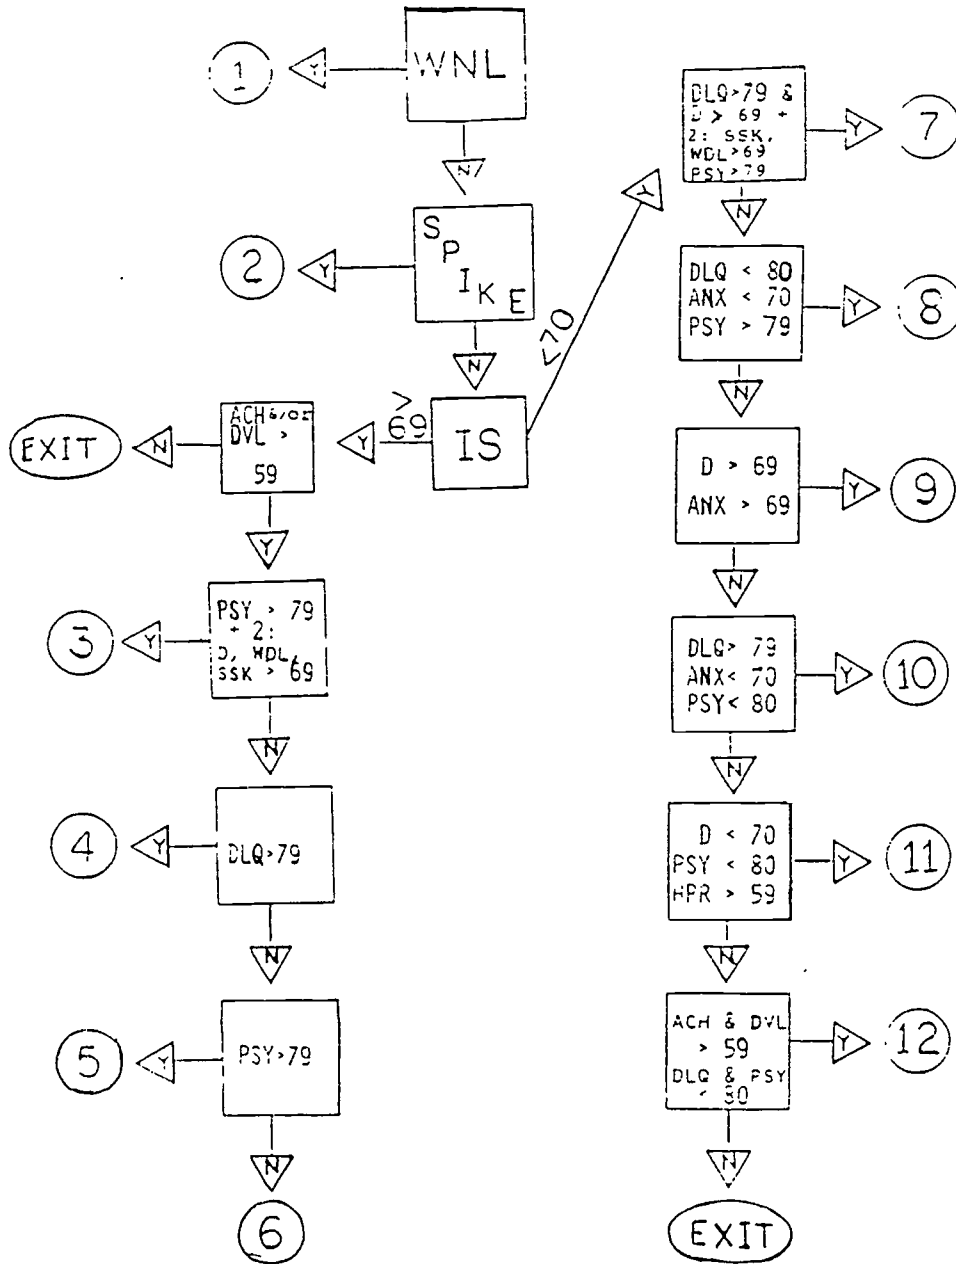 1
Y
WNL
N
2
Y
S
P
I
K
E
N
EXIT
N
ACH &/or
DVL >
59
Y
>
69
IS
<70
Y
Y
3
Y
PSY > 79
+ 2:
D, WDL,
SSK > 69
N
4
Y
DLQ>79
N
5
Y
PSY>79
N
6
DLQ>79 &
D > 69 +
2: SSK,
WDL>69
PSY>79
Y
7
N
DLQ < 80
ANX < 70
PSY > 79
Y
8
N
D > 69
ANX > 69
Y
9
N
DLQ> 79
ANX< 70
PSY< 80
Y
10
N
D < 70
PSY < 80
HPR > 59
Y
11
N
ACH & DVL
> 59
DLQ & PSY
< 80
Y
12
N
EXIT